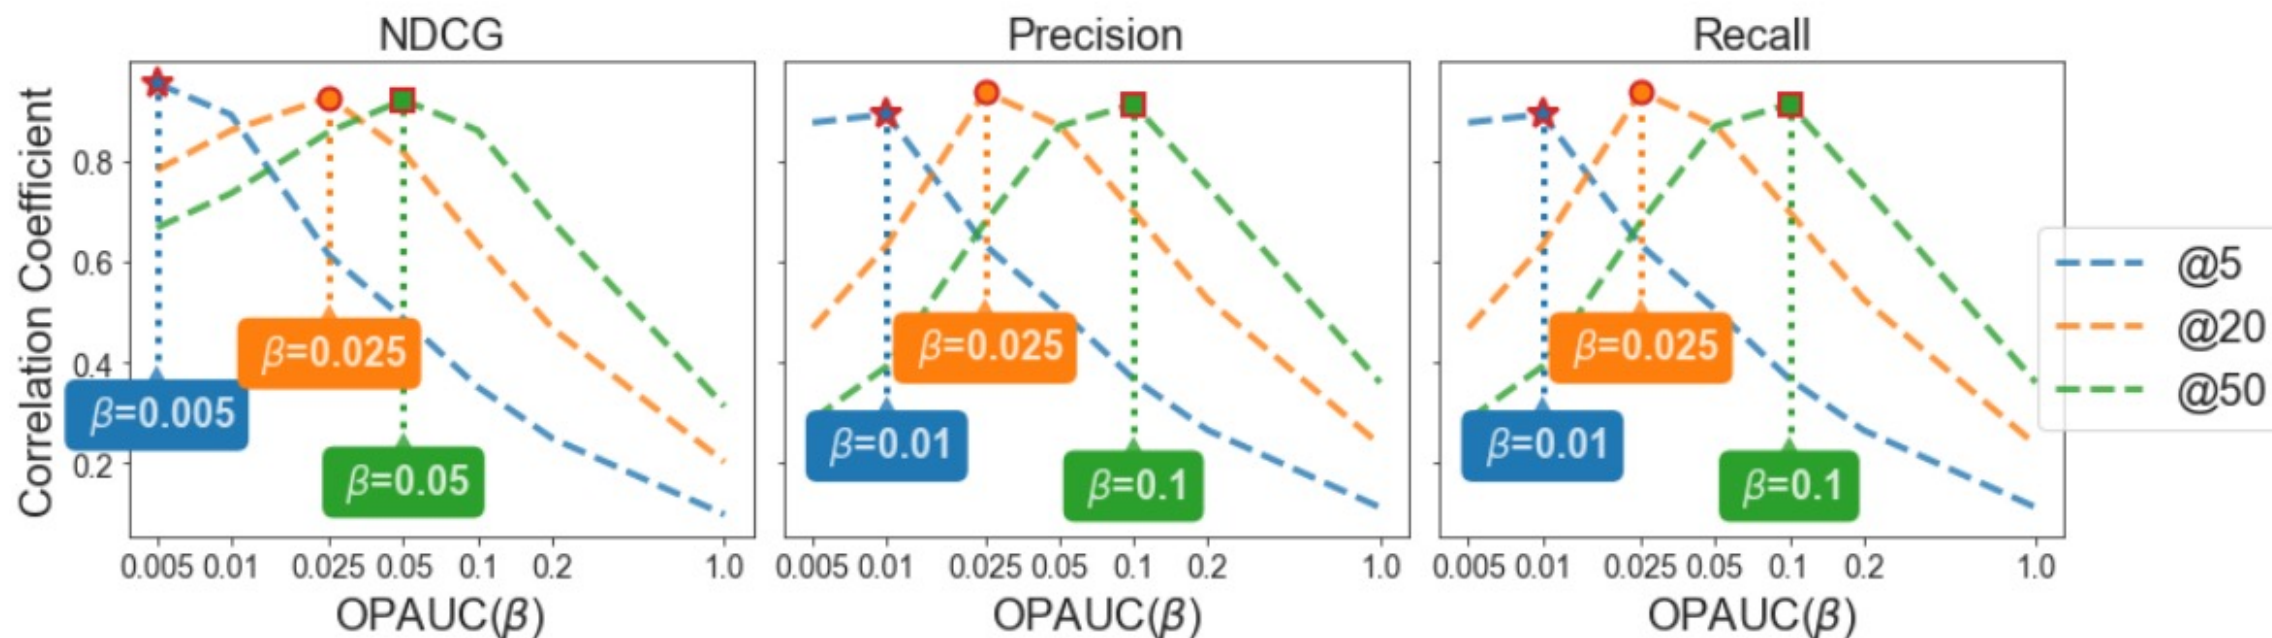 NDCG
Precision
Recall
Correlation Coefficient
0.8
0.6
0.4
0.2
β=0.005
β=0.025
β=0.05
β=0.01
β=0.025
β=0.1
β=0.01
β=0.025
β=0.1
@5
@20
@50
0.005 0.01 0.025 0.05 0.1 0.2 1.0
0.005 0.01 0.025 0.05 0.1 0.2 1.0
0.005 0.01 0.025 0.05 0.1 0.2 1.0
OPAUC(β)
OPAUC(β)
OPAUC(β)